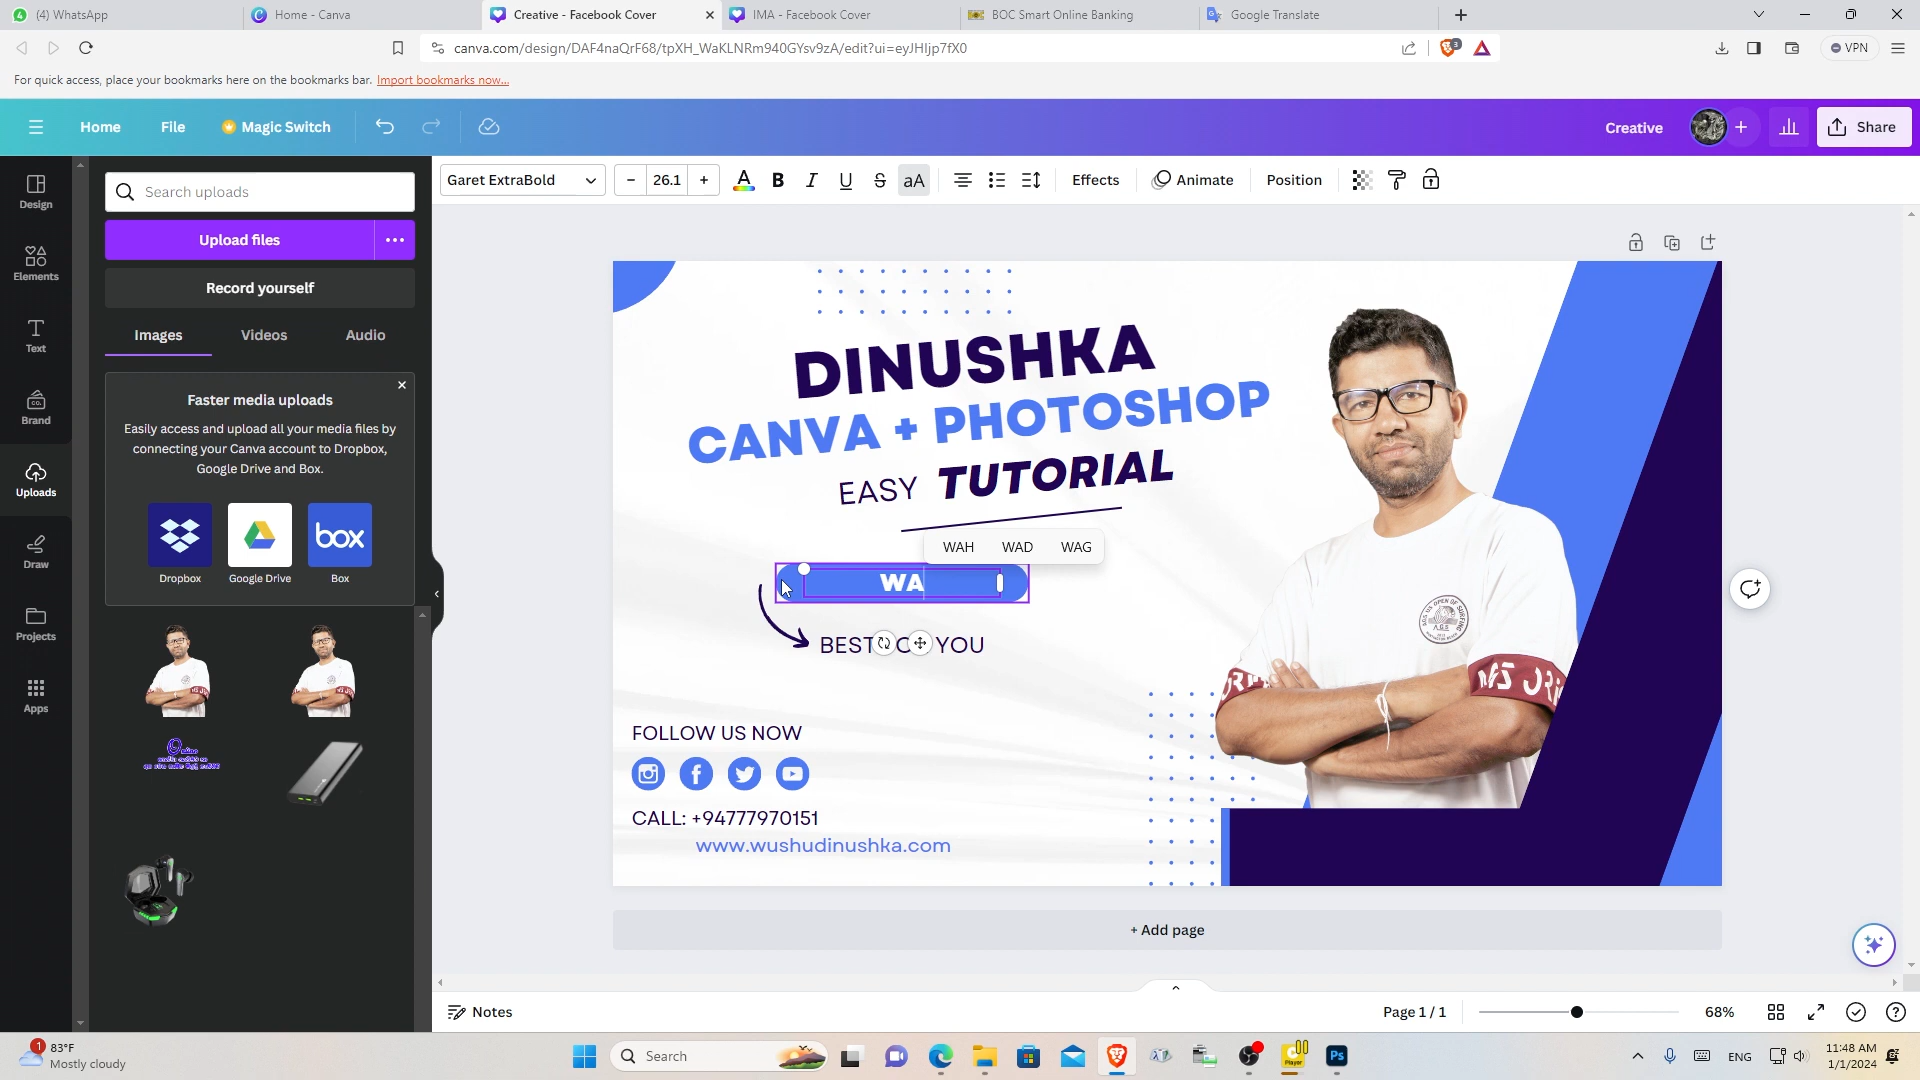 (4) WhatsApp
Home - Canva
Creative - Facebook Cover
IMA - Facebook Cover
BOC Smart Online Banking
Google Translate
canva.com/design/DAF4naQrF68/tpXH_WaKLNRm940GYsv9zA/edit?ui=eyJHIjp7fX0
3
VPN
For quick access, place your bookmarks here on the bookmarks bar. Import bookmarks now...
Home
File
Magic Switch
Creative
Share
Garet ExtraBold
26.1
A
B
I
U
S
aA
Effects
Animate
Position
Design
Elements
Text
Brand
Uploads
Draw
Projects
Apps
Search uploads
Upload files
Record yourself
Images
Videos
Audio
Faster media uploads
Easily access and upload all your media files by
connecting your Canva account to Dropbox,
Google Drive and Box.
box
Dropbox
Google Drive
Box
DINUSHKA
CANVA + PHOTOSHOP
EASY TUTORIAL
WAH
WAD
WAG
WA
YOU
FOLLOW US NOW
CALL: +94777970151
www.wushudinushka.com
+ Add page
Notes
Page 1 / 1
68%
1
83°F
Mostly cloudy
Search
Ps
ENG
11:48 AM
1/1/2024